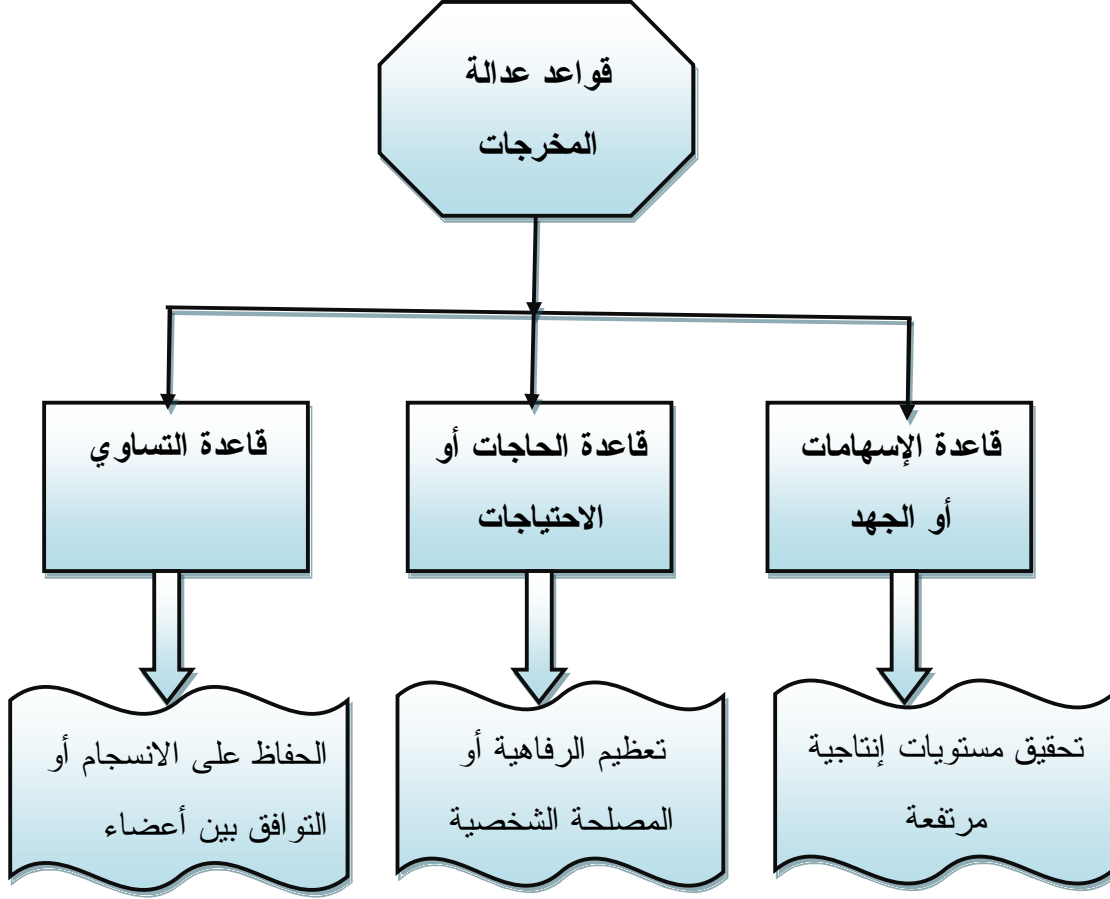 قواعد عدالة
المخرجات
قاعدة الإسهامات
أو الجهد
قاعدة الحاجات أو
الاحتياجات
قاعدة التساوي
تحقيق مستويات إنتاجية
مرتفعة
تعظيم الرفاهية أو
المصلحة الشخصية
الحفاظ على الانسجام أو
التوافق بين أعضاء